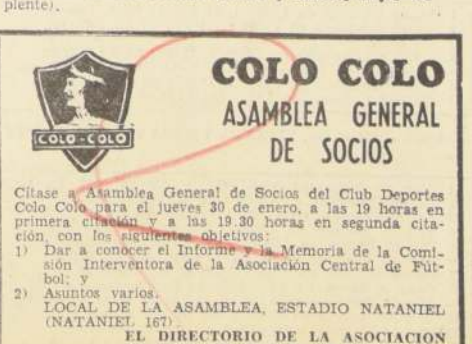 piente).
COLO COLO
ASAMBLEA GENERAL
DE SOCIOS
COLO-COLO
Cítase a Asamblea General de Socios del Club Deportes
Colo Colo para el jueves 30 de enero, a las 19 horas en
primera citación y a las 19.30 horas en segunda cita-
ción, con los siguientes objetivos:
1) Dar a conocer el Informe y la Memoria de la Comi-
sión Interventora de la Asociación Central de Fút-
bol; y
2) Asuntos varios.
LOCAL DE LA ASAMBLEA, ESTADIO NATANIEL
(NATANIEL 167).
EL DIRECTORIO DE LA ASOCIACION